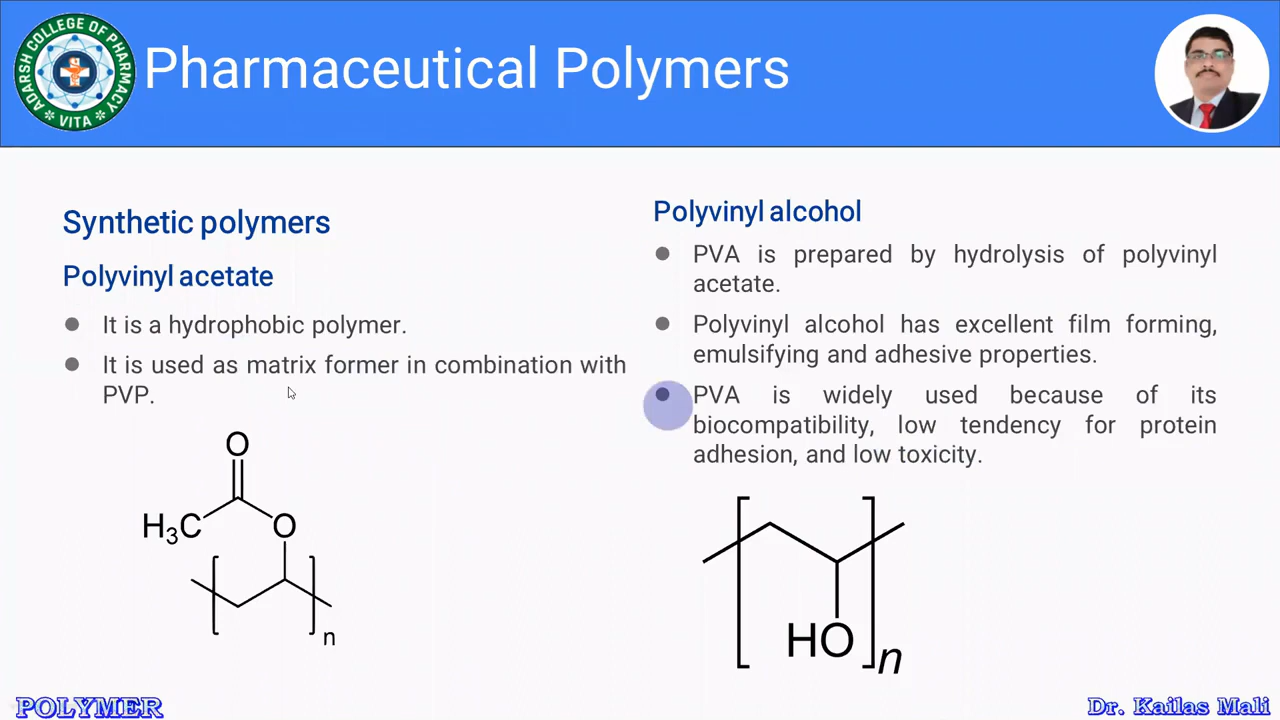 ADARSH COLLEGE OF PHARMACY
VITA
Pharmaceutical Polymers
Synthetic polymers
Polyvinyl acetate
It is a hydrophobic polymer.
It is used as matrix former in combination with
PVP.
O
H3C
O
n
Polyvinyl alcohol
PVA is prepared by hydrolysis of polyvinyl
acetate.
Polyvinyl alcohol has excellent film forming,
emulsifying and adhesive properties.
PVA is widely used because of its
biocompatibility, low tendency for protein
adhesion, and low toxicity.
HO
n
POLYMER
Dr. Kailas Mali